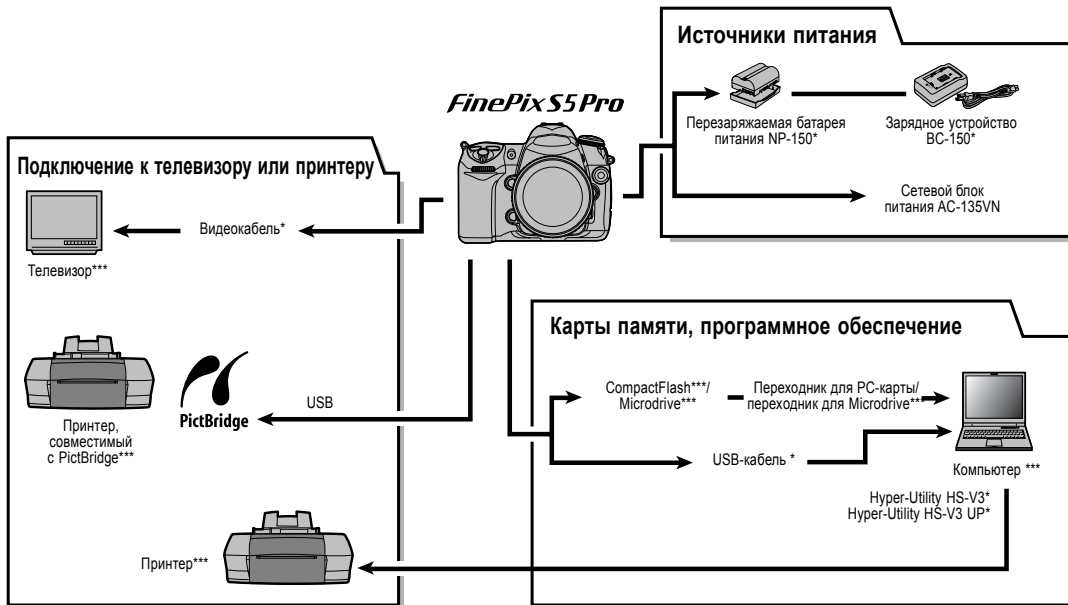 Источники питания
FinePix S5 Pro
Перезаряжаемая батарея
питания NP-150*
Зарядное устройство
BC-150*
Сетевой блок
питания AC-135VN
Подключение к телевизору или принтеру
Видеокабель*
Телевизор***
PictBridge
USB
Принтер,
совместимый
с PictBridge***
Принтер***
Карты памяти, программное обеспечение
CompactFlash***/
Microdrive***
Переходник для PC-карты/
переходник для Microdrive***
USB-кабель *
Компьютер ***
Hyper-Utility HS-V3*
Hyper-Utility HS-V3 UP*